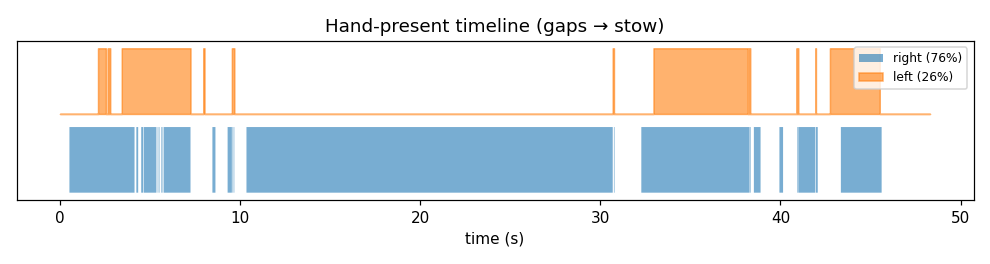 Hand-present timeline (gaps → stow)
right (76%)
left (26%)
0 10 20 30 40 50
time (s)